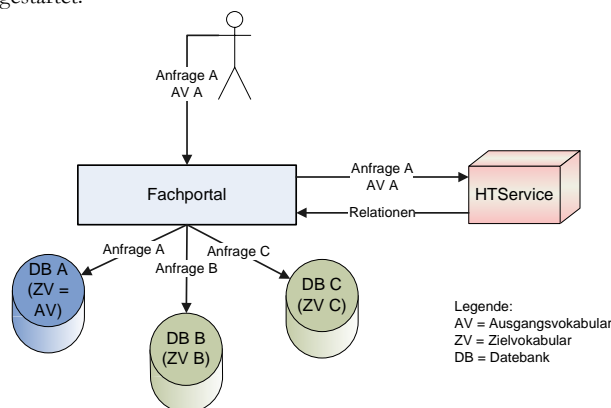 gestartet.
Anfrage A
AV A
Fachportal
Anfrage A
AV A
HTService
Relationen
Anfrage A
Anfrage B
Anfrage C
DB A
(ZV =
AV)
DB B
(ZV B)
DB C
(ZV C)
Legende:
AV = Ausgangsvokabular
ZV = Zielvokabular
DB = Datebank